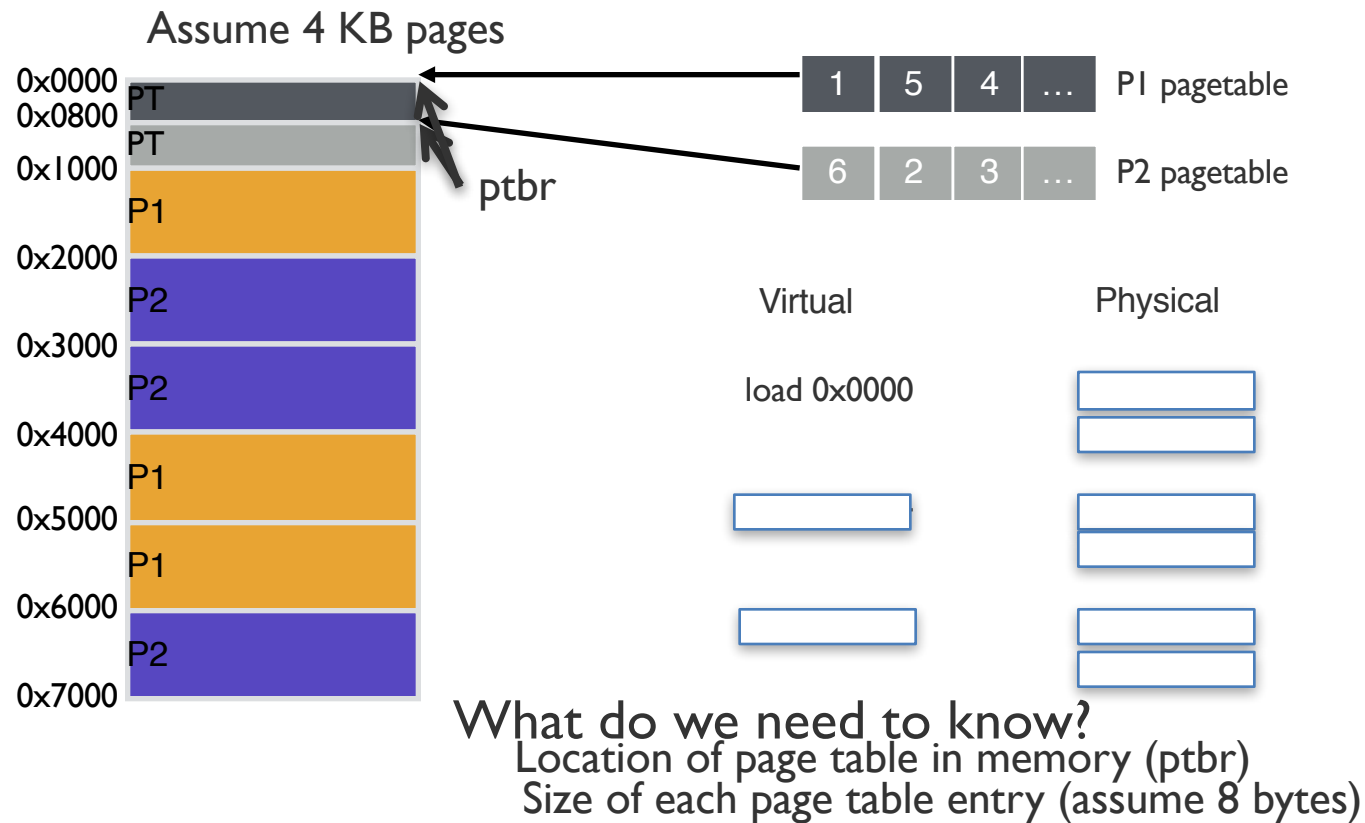 Assume 4 KB pages
0x0000
PT
0x0800
PT
0x1000
P1
0x2000
P2
0x3000
P2
0x4000
P1
0x5000
P1
0x6000
P2
0x7000
ptbr
1 5 4 … P1 pagetable
6 2 3 … P2 pagetable
Virtual Physical
load 0x0000
What do we need to know?
Location of page table in memory (ptbr)
Size of each page table entry (assume 8 bytes)